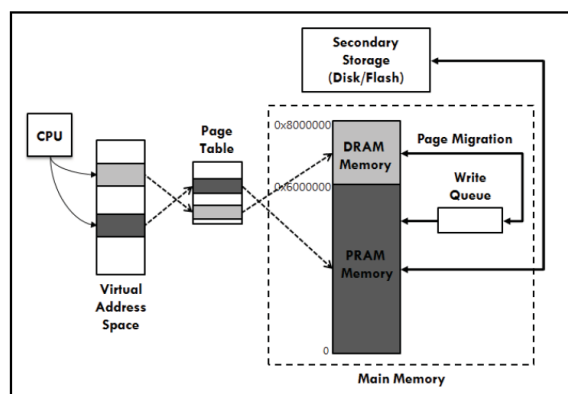 Secondary
Storage
(Disk/Flash)
CPU
Page
Table
0x8000000
DRAM
Memory
Page Migration
0x6000000
Write
Queue
PRAM
Memory
Virtual
Address
Space
0
Main Memory